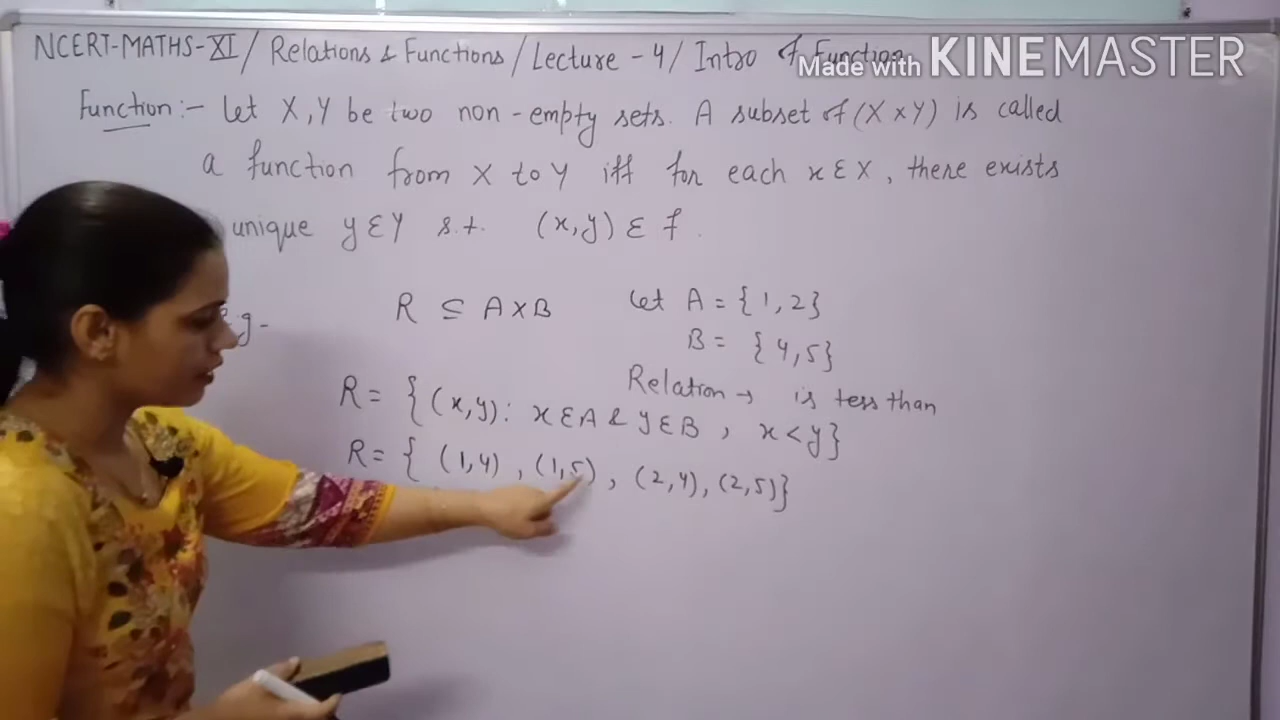 NCERT-MATHS-XI / Relations & Functions / Lecture - 4 / Intro of Function
Made with KINEMASTER
Function :- Let X, Y be two non-empty sets. A subset of (X x Y) is called
a function from X to Y iff for each x ∈ X, there exists
unique y ∈ Y s.t. (x, y) ∈ f.
R ⊆ A x B
Let A = {1, 2}
B = {4, 5}
Relation → is less than
R = {(x, y) : x ∈ A & y ∈ B, x < y}
R = {(1,4), (1,5), (2,4), (2,5)}